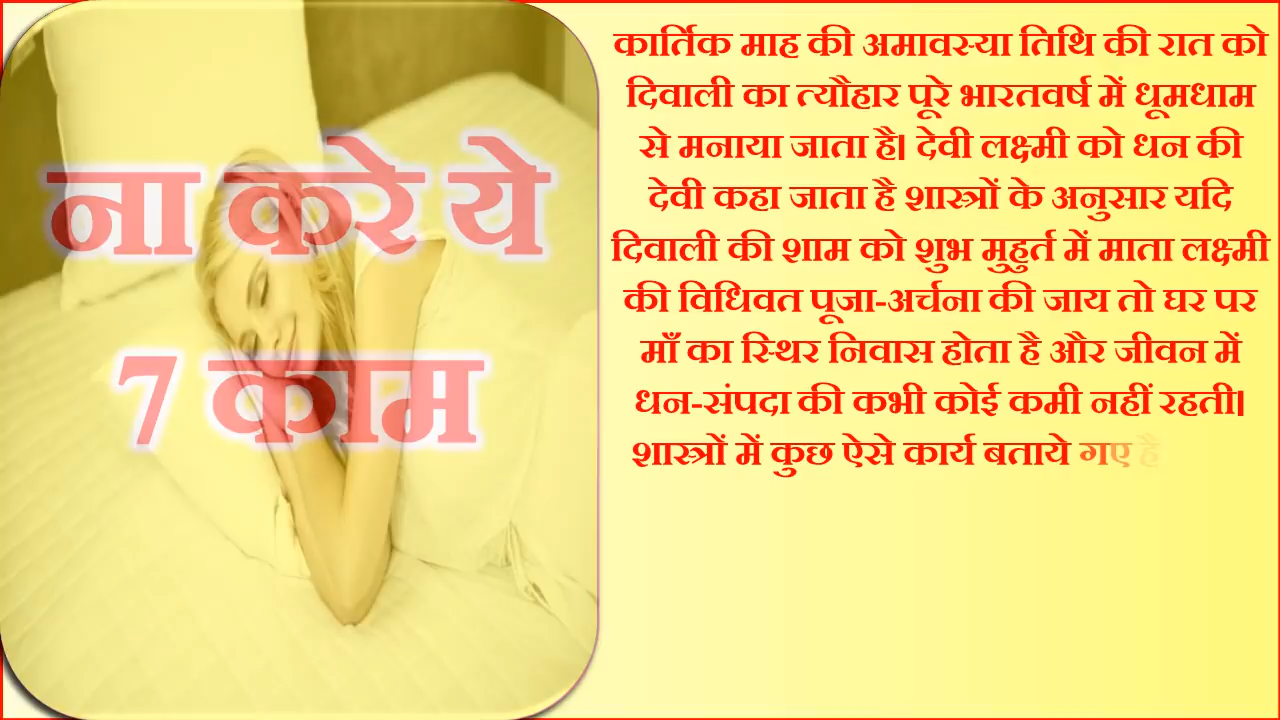 ना करे ये
7 काम
कार्तिक माह की अमावस्या तिथि की रात को
दिवाली का त्यौहार पूरे भारतवर्ष में धूमधाम
से मनाया जाता है। देवी लक्ष्मी को धन की
देवी कहा जाता है शास्त्रों के अनुसार यदि
दिवाली की शाम को शुभ मुहुर्त में माता लक्ष्मी
की विधिवत पूजा-अर्चना की जाय तो घर पर
माँ का स्थिर निवास होता है और जीवन में
धन-संपदा की कभी कोई कमी नहीं रहती।
शास्त्रों में कुछ ऐसे कार्य बताये गए है